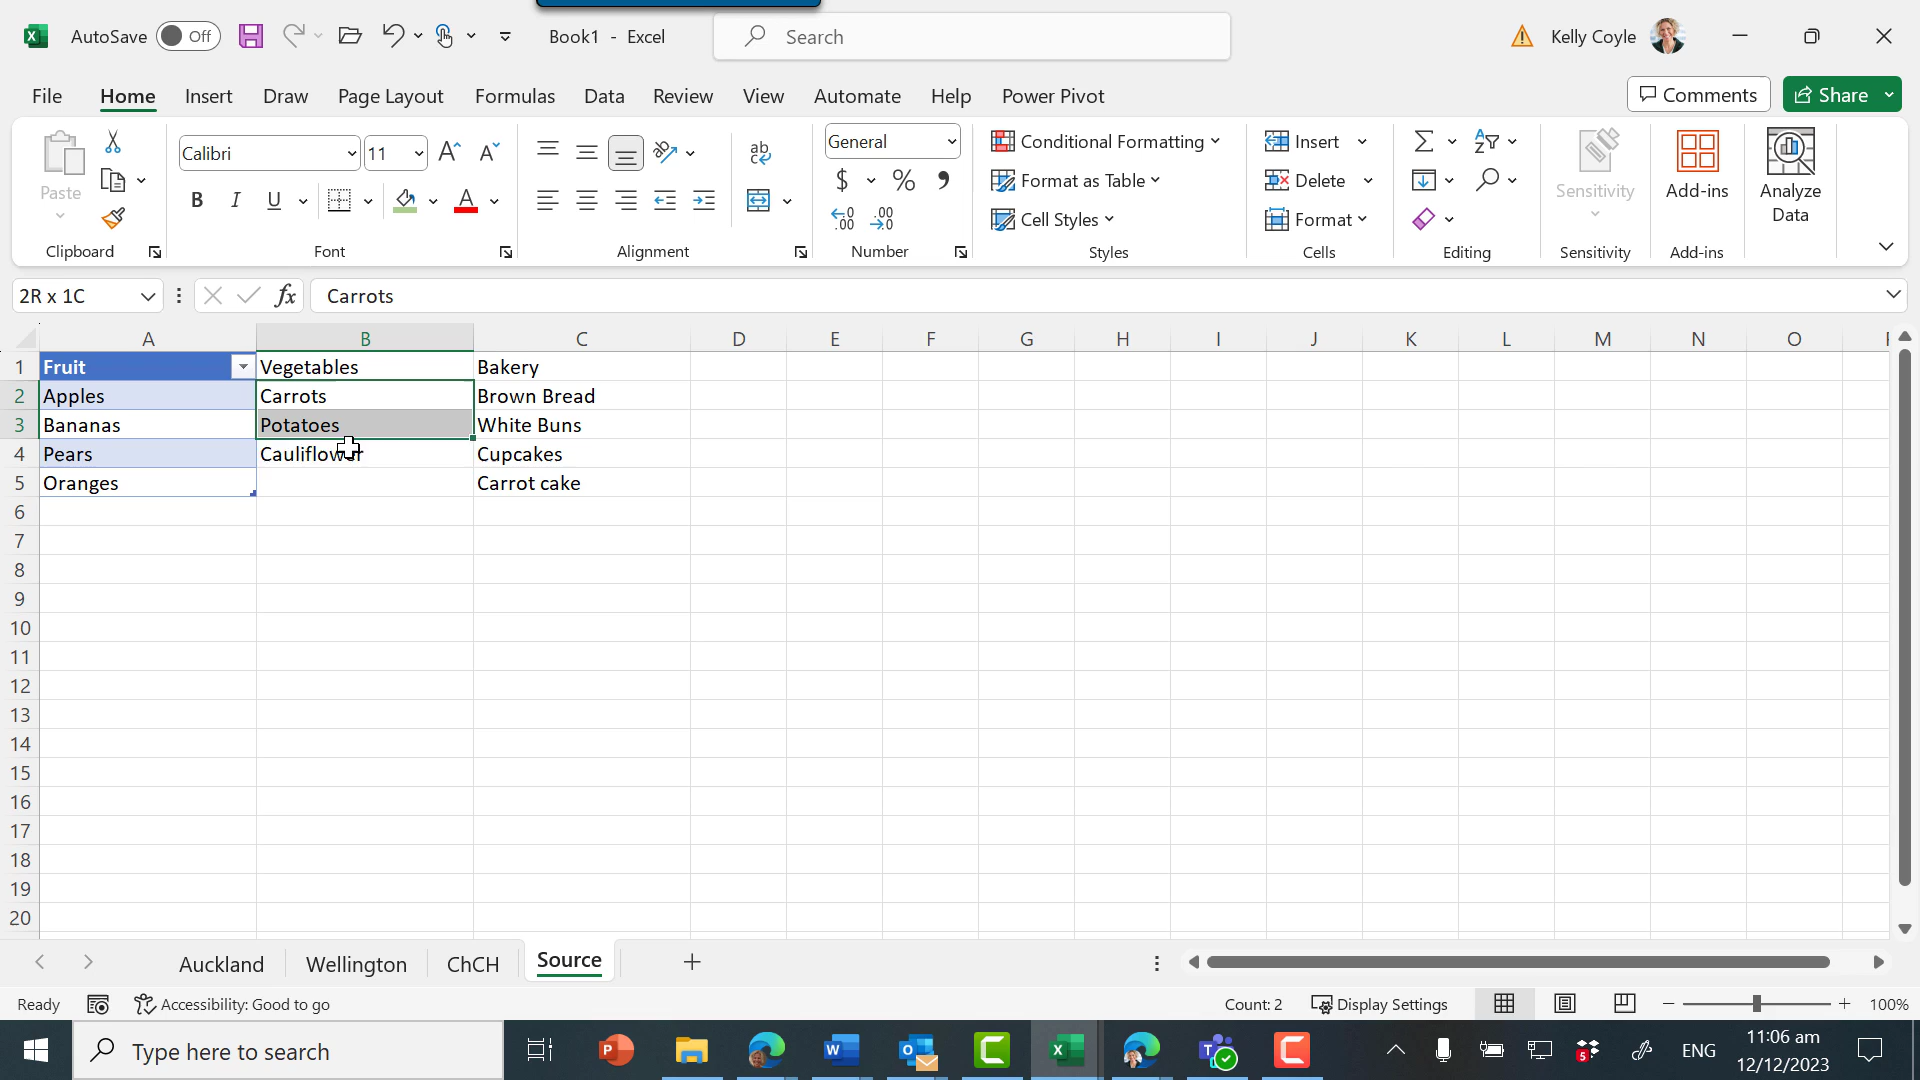 AutoSave Off Book1 - Excel Search Kelly Coyle
File Home Insert Draw Page Layout Formulas Data Review View Automate Help Power Pivot Comments Share
Paste Calibri 11 General Conditional Formatting Format as Table Cell Styles Insert Delete Format Sensitivity Add-ins Analyze Data
Clipboard Font Alignment Number Styles Cells Editing Sensitivity Add-ins
2R x 1C fx Carrots
A B C D E F G H I J K L M N O
1 Fruit Vegetables Bakery
2 Apples Carrots Brown Bread
3 Bananas Potatoes White Buns
4 Pears Cauliflower Cupcakes
5 Oranges Carrot cake
6
7
8
9
10
11
12
13
14
15
16
17
18
19
20
Auckland Wellington ChCH Source
Ready Accessibility: Good to go Count: 2 Display Settings 100%
Type here to search ENG 11:06 am
12/12/2023